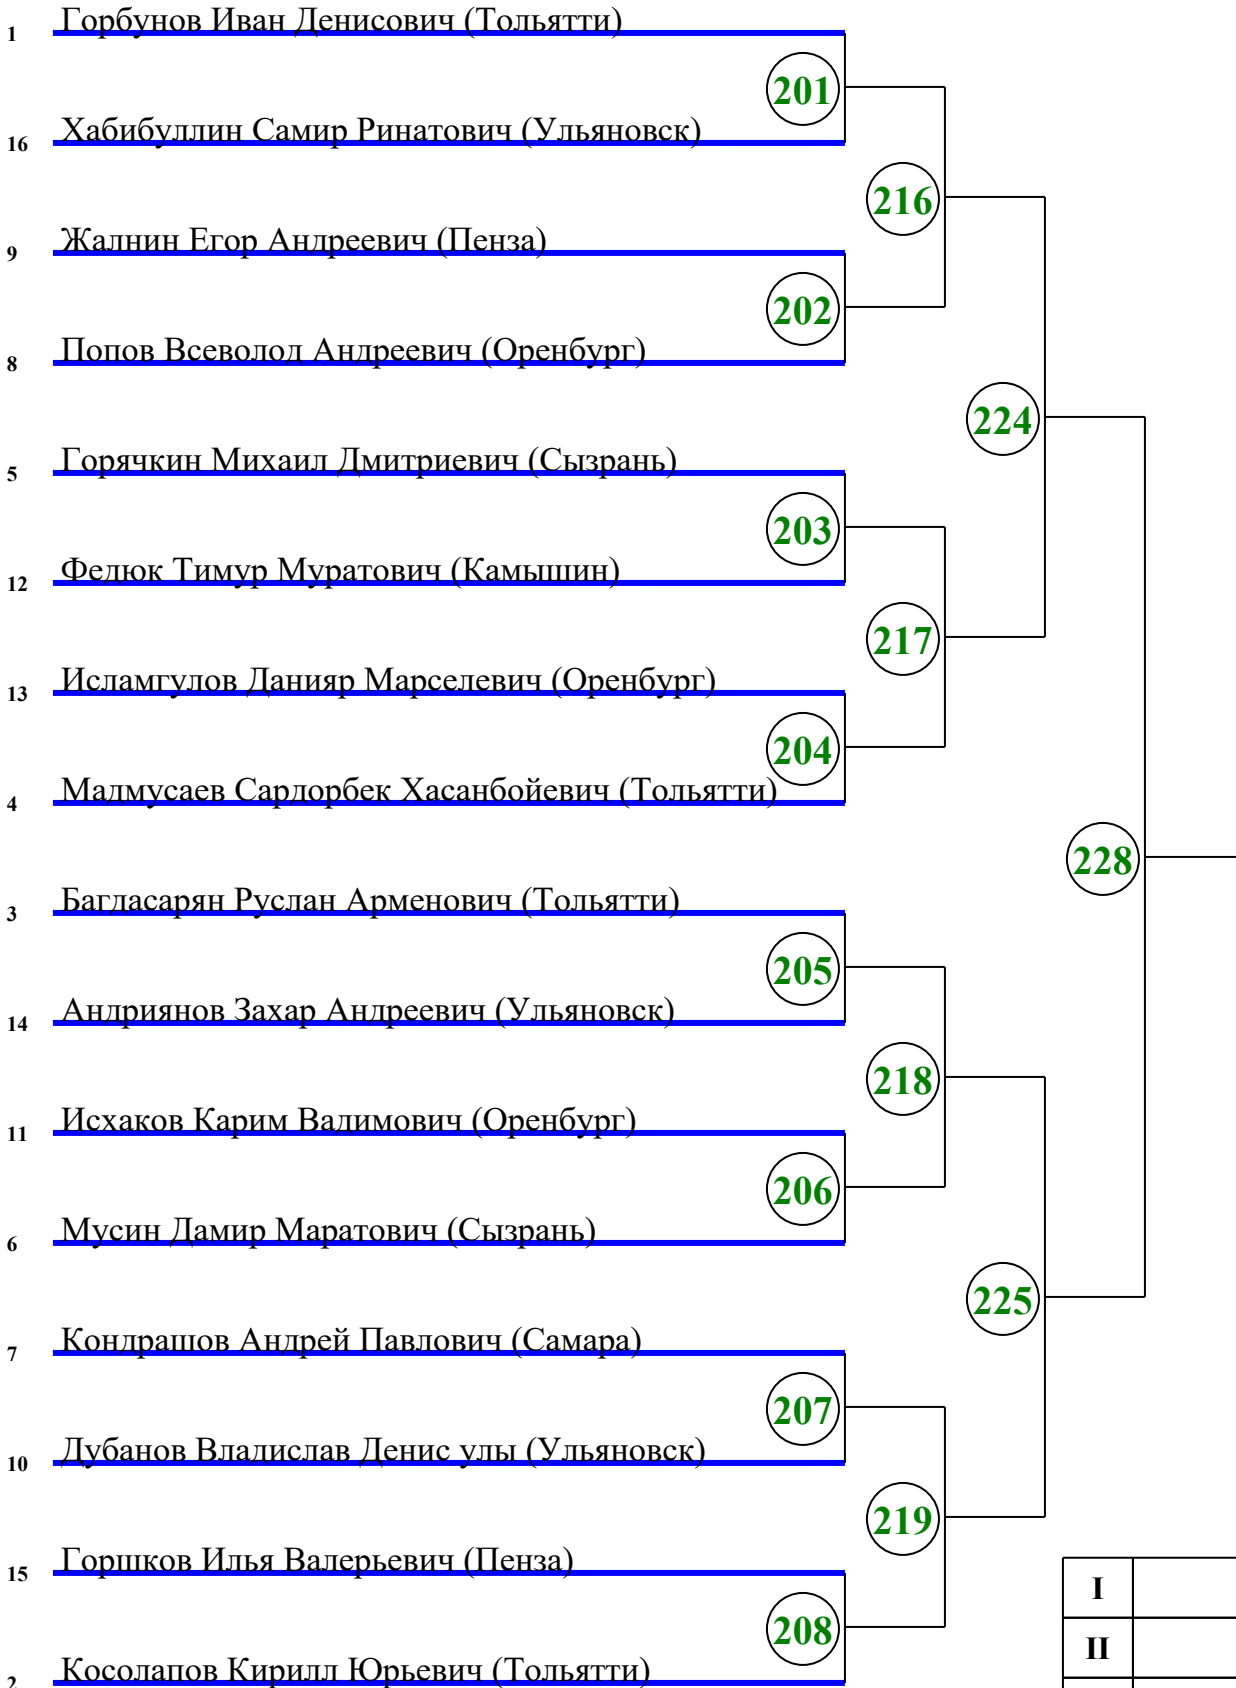 1 Горбунов Иван Денисович (Тольятти)
201
16 Хабибуллин Самир Ринатович (Ульяновск)
216
9 Жалнин Егор Андреевич (Пенза)
202
8 Попов Всеволод Андреевич (Оренбург)
224
5 Горячкин Михаил Дмитриевич (Сызрань)
203
12 Федюк Тимур Муратович (Камышин)
217
13 Исламгулов Данияр Марселевич (Оренбург)
204
4 Мадмусаев Сардорбек Хасанбойевич (Тольятти)
228
3 Багдасарян Руслан Арменович (Тольятти)
205
14 Андриянов Захар Андреевич (Ульяновск)
218
11 Исхаков Карим Вадимович (Оренбург)
206
6 Мусин Дамир Маратович (Сызрань)
225
7 Кондрашов Андрей Павлович (Самара)
207
10 Дубанов Владислав Денис улы (Ульяновск)
219
15 Горшков Илья Валерьевич (Пенза)
I
208
II
2 Косолапов Кирилл Юрьевич (Тольятти)